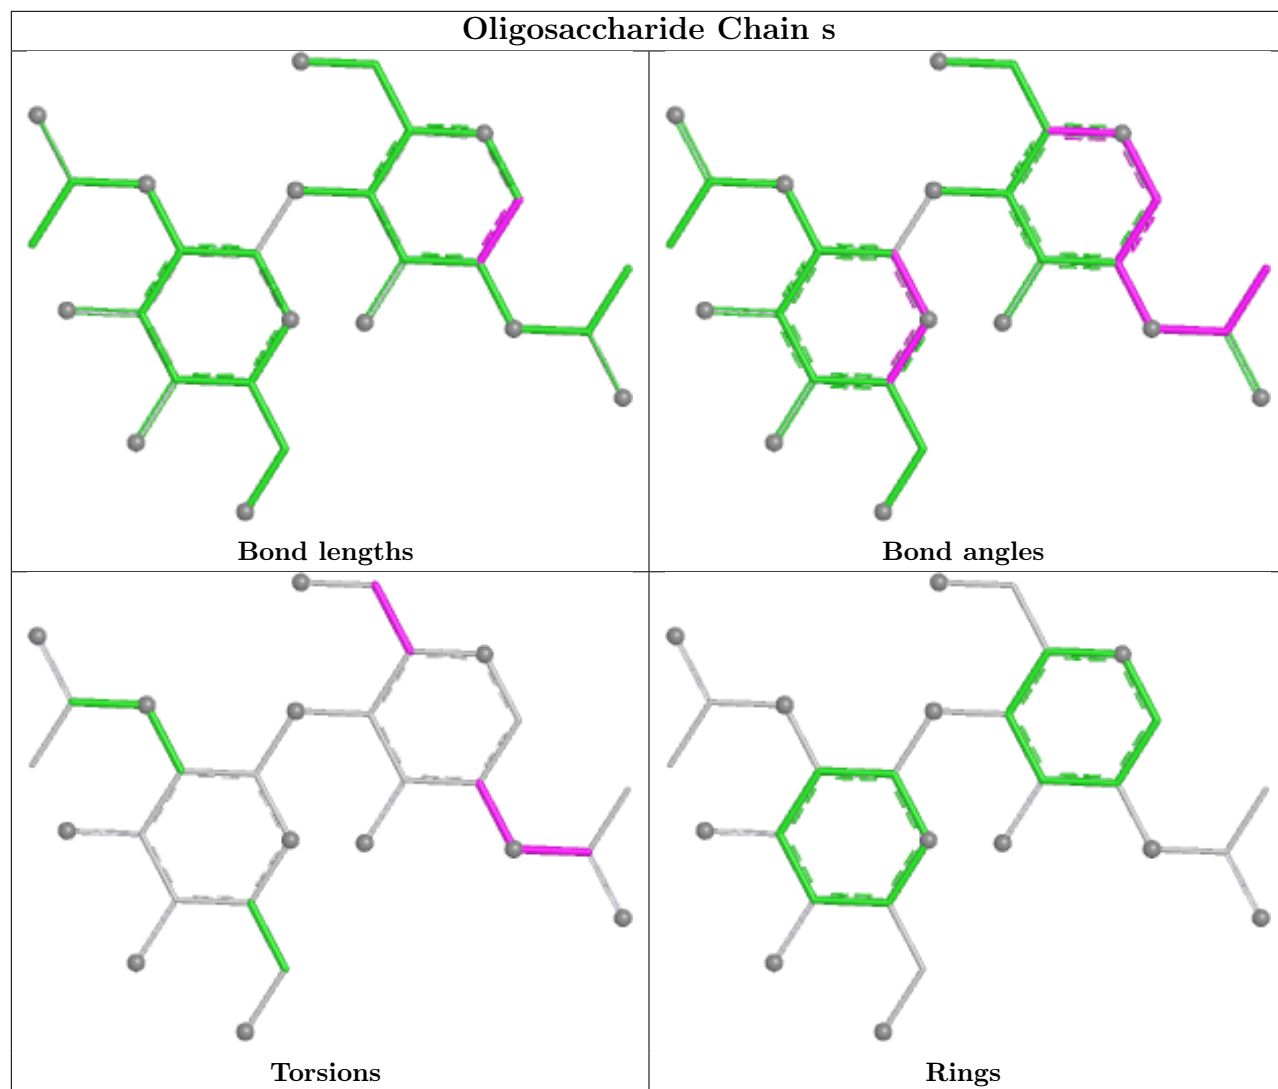 Oligosaccharide Chain s
Bond lengths
Bond angles
Torsions
Rings